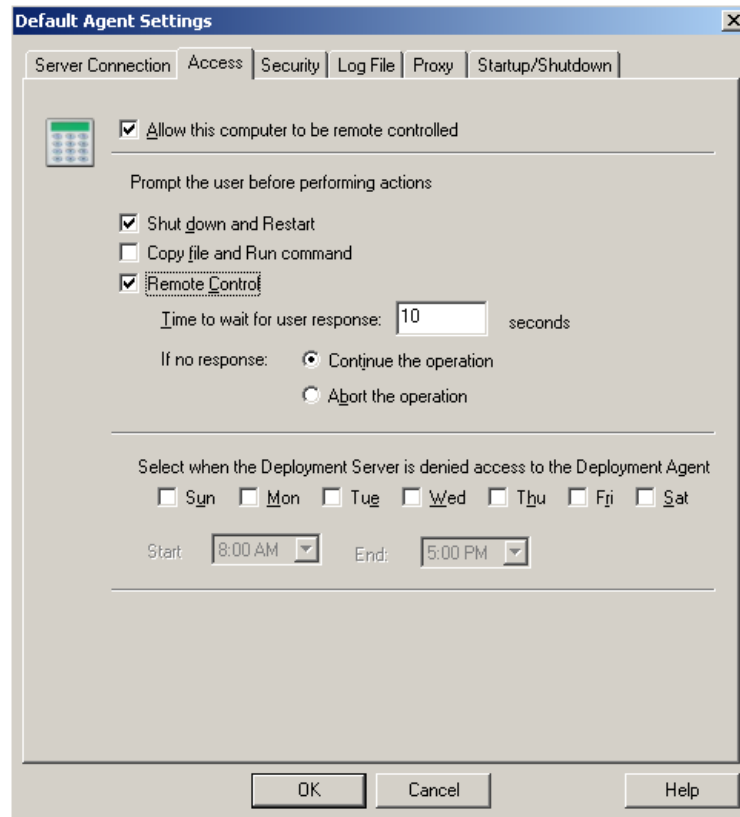 Default Agent Settings
Server Connection Access Security Log File Proxy Startup/Shutdown
Allow this computer to be remote controlled
Prompt the user before performing actions
Shut down and Restart
Copy file and Run command
Remote Control
Time to wait for user response: 10 seconds
If no response: Continue the operation
Abort the operation
Select when the Deployment Server is denied access to the Deployment Agent
Sun Mon Tue Wed Thu Fri Sat
Start 8:00 AM End: 5:00 PM
OK Cancel Help